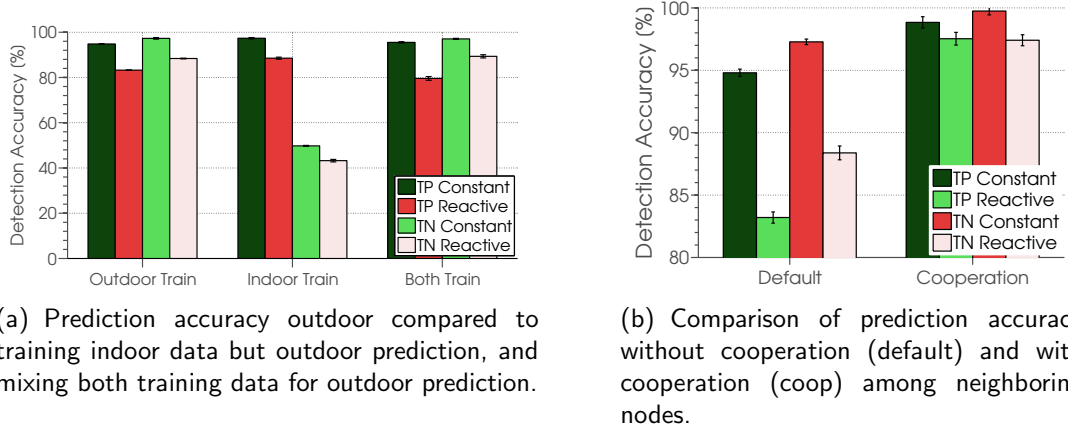 100
80
60
40
20
0
Detection Accuracy (%)
TP Constant
TP Reactive
TN Constant
TN Reactive
Outdoor Train
Indoor Train
Both Train
100
95
90
85
80
Detection Accuracy (%)
TP Constant
TP Reactive
TN Constant
TN Reactive
Default
Cooperation
(a) Prediction accuracy outdoor compared to
training indoor data but outdoor prediction, and
mixing both training data for outdoor prediction.
(b) Comparison of prediction accurac
without cooperation (default) and wit
cooperation (coop) among neighborin
nodes.